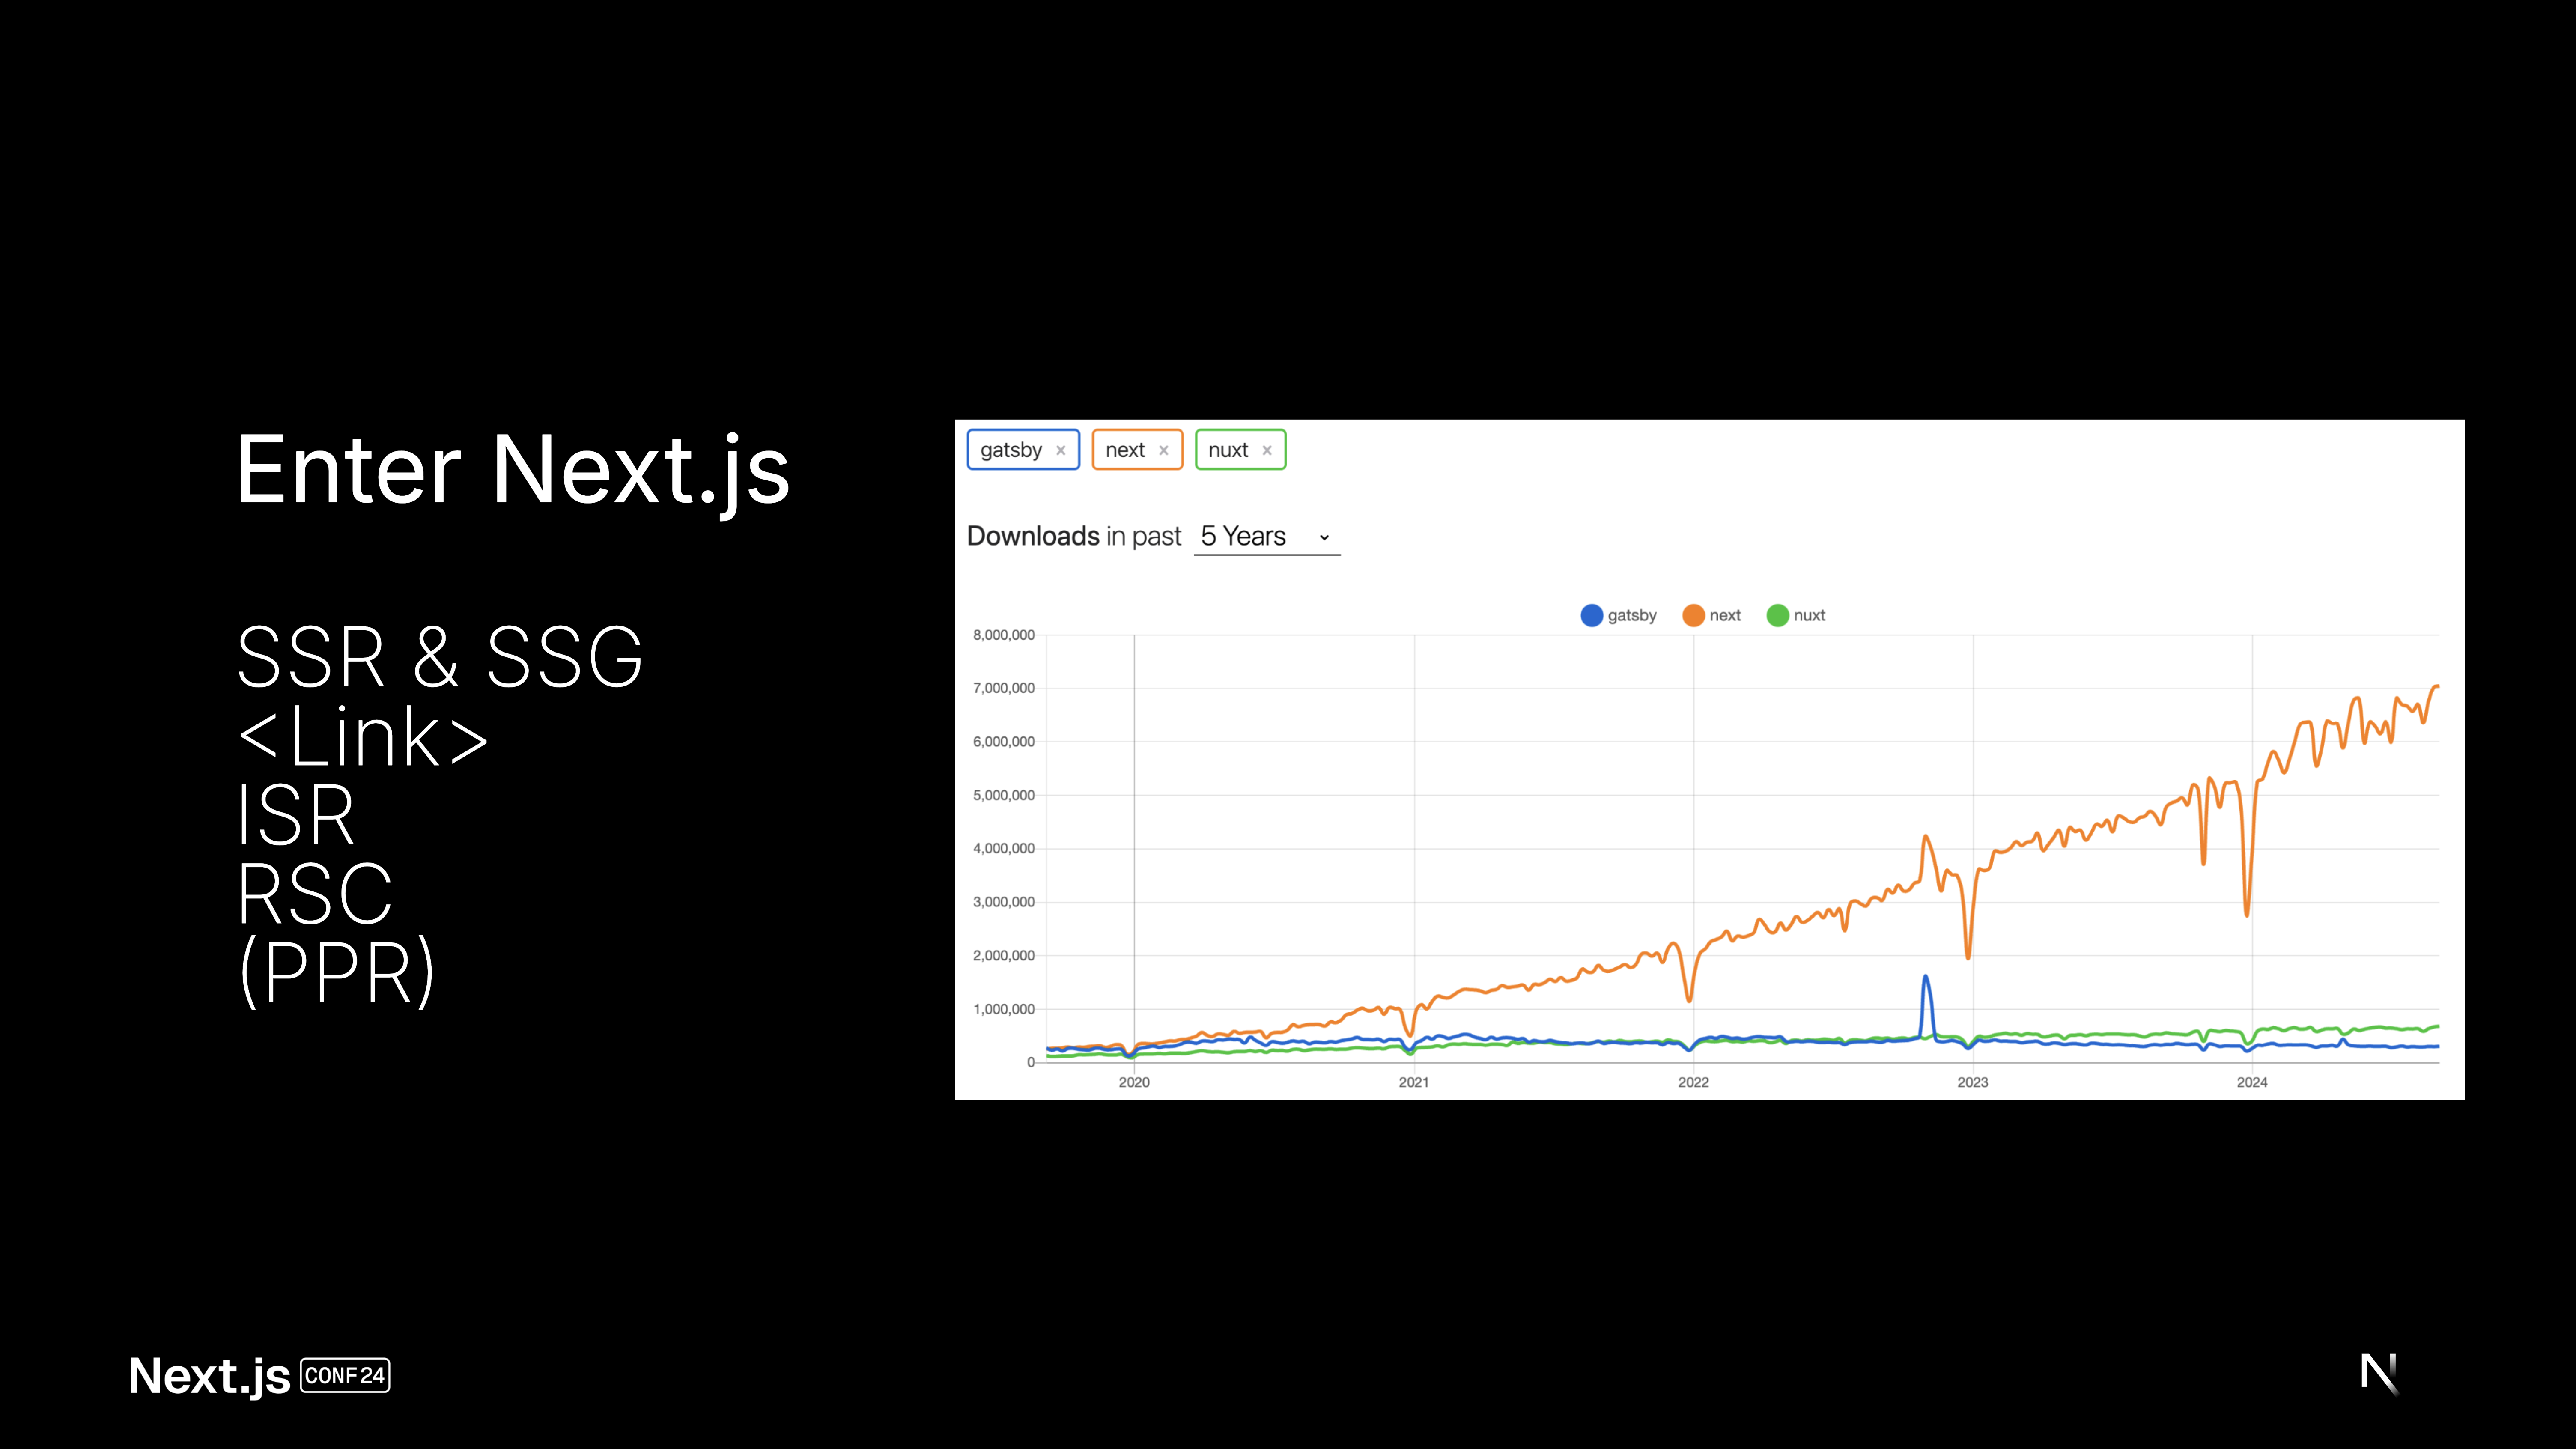 Enter Next.js
SSR & SSG
<Link>
ISR
RSC
(PPR)
gatsby × next × nuxt ×
Downloads in past 5 Years
gatsby next nuxt
8,000,000
7,000,000
6,000,000
5,000,000
4,000,000
3,000,000
2,000,000
1,000,000
0
2020 2021 2022 2023 2024
Next.js CONF24
N